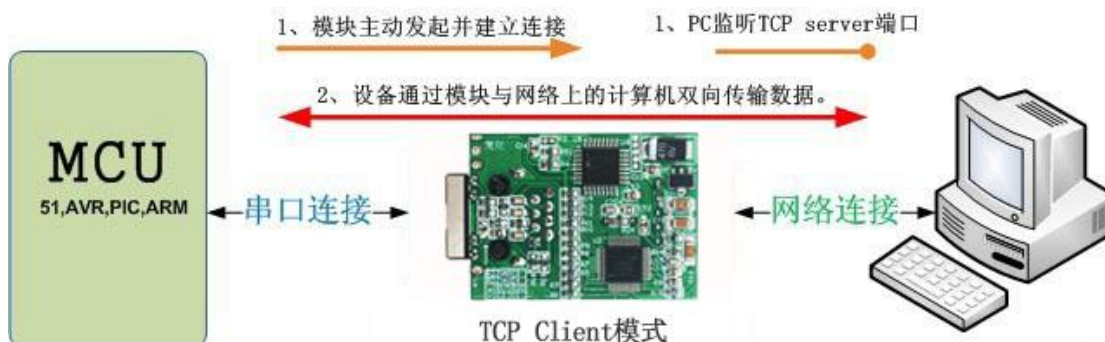 1、模块主动发起并建立连接
1、PC监听TCP server端口
2、设备通过模块与网络上的计算机双向传输数据。
MCU
51,AVR,PIC,ARM
串口连接
网络连接
TCP Client模式